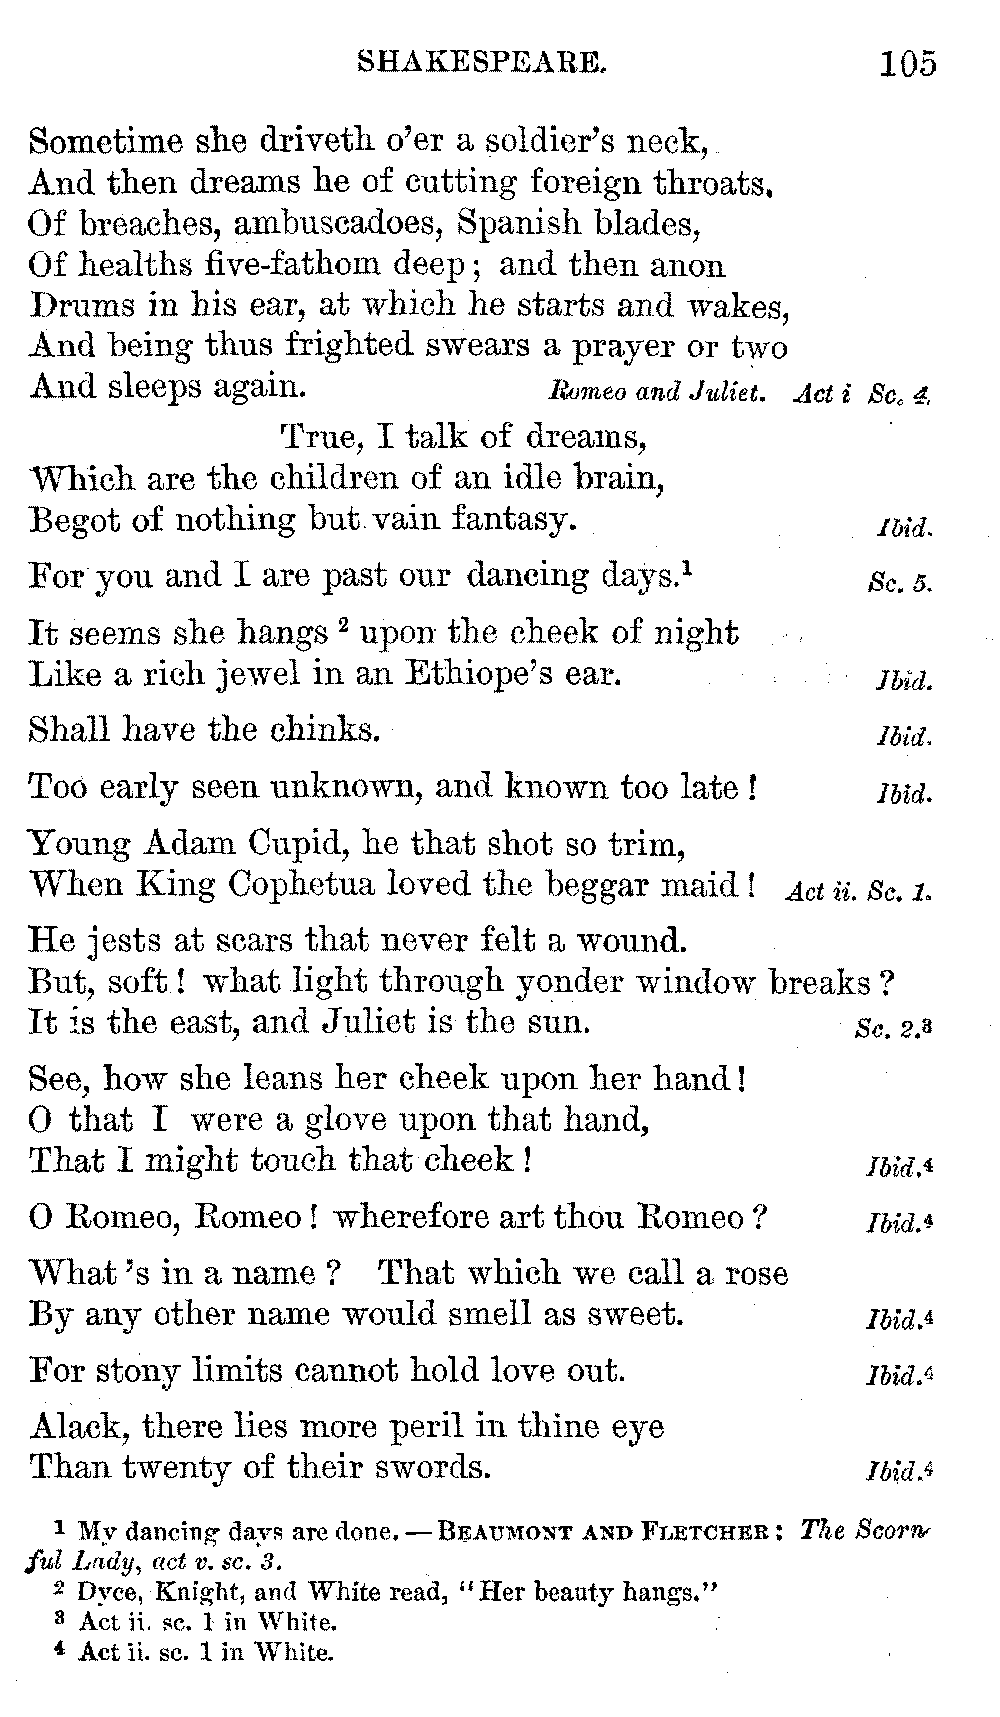 SHAKESPEARE. 105
Sometime she driveth o'er a soldier's neck,
And then dreams he of cutting foreign throats,
Of breaches, ambuscadoes, Spanish blades,
Of healths five-fathom deep; and then anon
Drums in his ear, at which he starts and wakes,
And being thus frighted swears a prayer or two
And sleeps again. Romeo and Juliet. Act i Sc. 4.
True, I talk of dreams,
Which are the children of an idle brain,
Begot of nothing but vain fantasy. Ibid.
For you and I are past our dancing days.¹ Sc. 5.
It seems she hangs ² upon the cheek of night
Like a rich jewel in an Ethiope's ear. Ibid.
Shall have the chinks. Ibid.
Too early seen unknown, and known too late! Ibid.
Young Adam Cupid, he that shot so trim,
When King Cophetua loved the beggar maid! Act ii. Sc. 1.
He jests at scars that never felt a wound.
But, soft! what light through yonder window breaks?
It is the east, and Juliet is the sun. Sc. 2.³
See, how she leans her cheek upon her hand!
O that I were a glove upon that hand,
That I might touch that cheek! Ibid.⁴
O Romeo, Romeo! wherefore art thou Romeo? Ibid.⁴
What's in a name? That which we call a rose
By any other name would smell as sweet. Ibid.⁴
For stony limits cannot hold love out. Ibid.⁴
Alack, there lies more peril in thine eye
Than twenty of their swords. Ibid.⁴
¹ My dancing days are done. — BEAUMONT AND FLETCHER: The Scorn-
ful Lady, act v. sc. 3.
² Dyce, Knight, and White read, "Her beauty hangs."
³ Act ii. sc. 1 in White.
⁴ Act ii. sc. 1 in White.